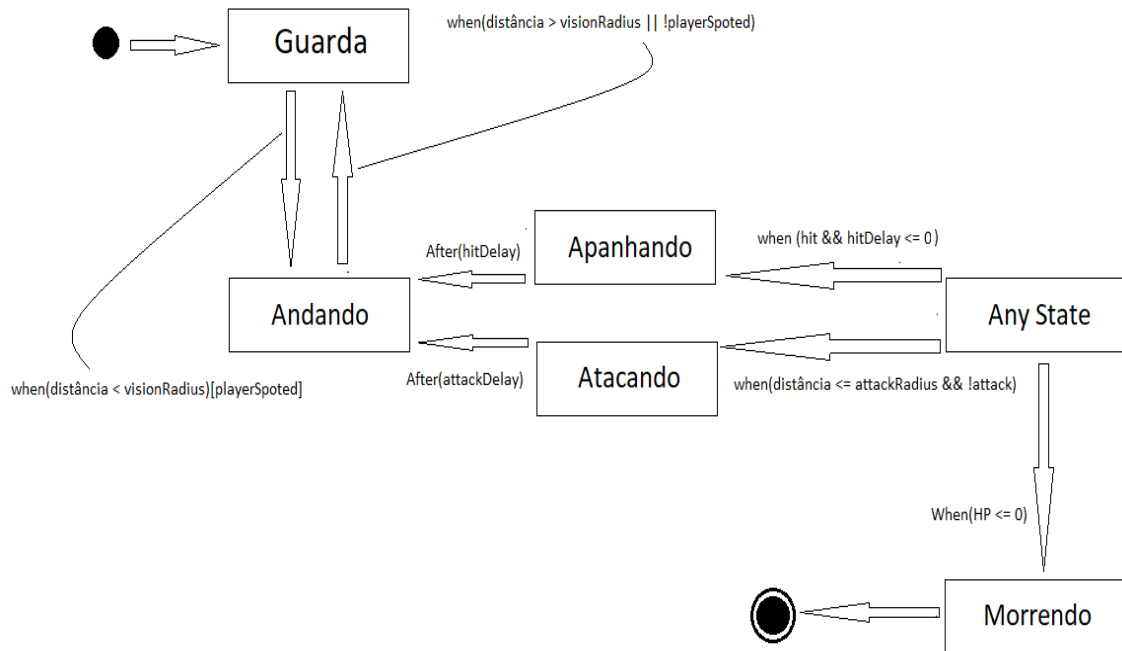 when(distância > visionRadius || !playerSpoted)
Guarda
Apanhando
when (hit && hitDelay <= 0 )
After(hitDelay)
Andando
Any State
After(attackDelay)
Atacando
when(distância <= attackRadius && !attack)
when(distância < visionRadius)[playerSpoted]
When(HP <= 0)
Morrendo